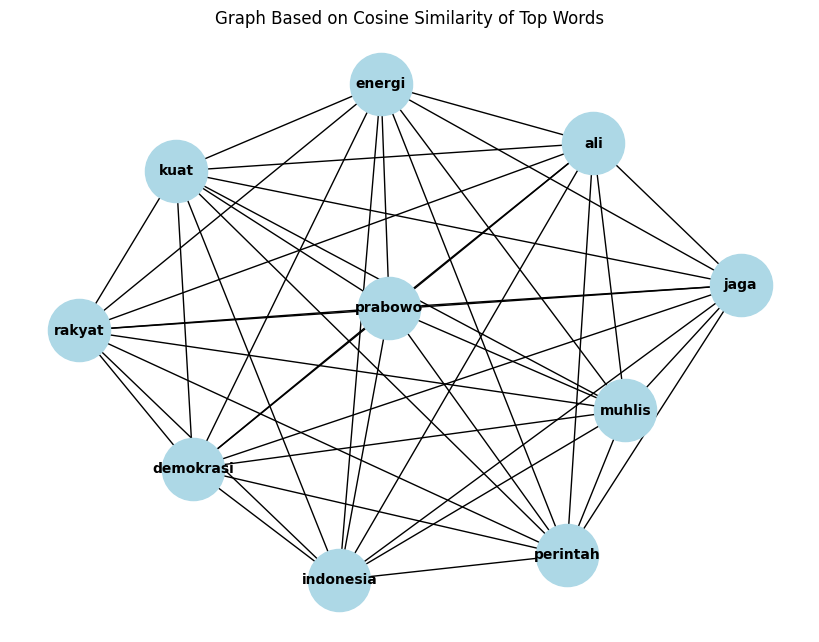 Graph Based on Cosine Similarity of Top Words
energi
ali
kuat
jaga
prabowo
rakyat
muhlis
demokrasi
perintah
indonesia